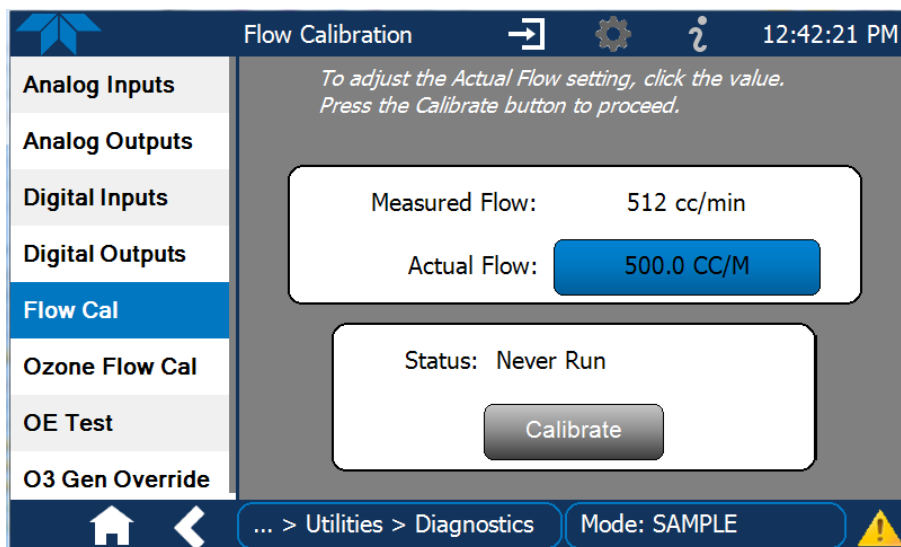 Flow Calibration
12:42:21 PM
Analog Inputs
Analog Outputs
Digital Inputs
Digital Outputs
Flow Cal
Ozone Flow Cal
OE Test
O3 Gen Override
To adjust the Actual Flow setting, click the value.
Press the Calibrate button to proceed.
Measured Flow: 512 cc/min
Actual Flow: 500.0 CC/M
Status: Never Run
Calibrate
... > Utilities > Diagnostics
Mode: SAMPLE